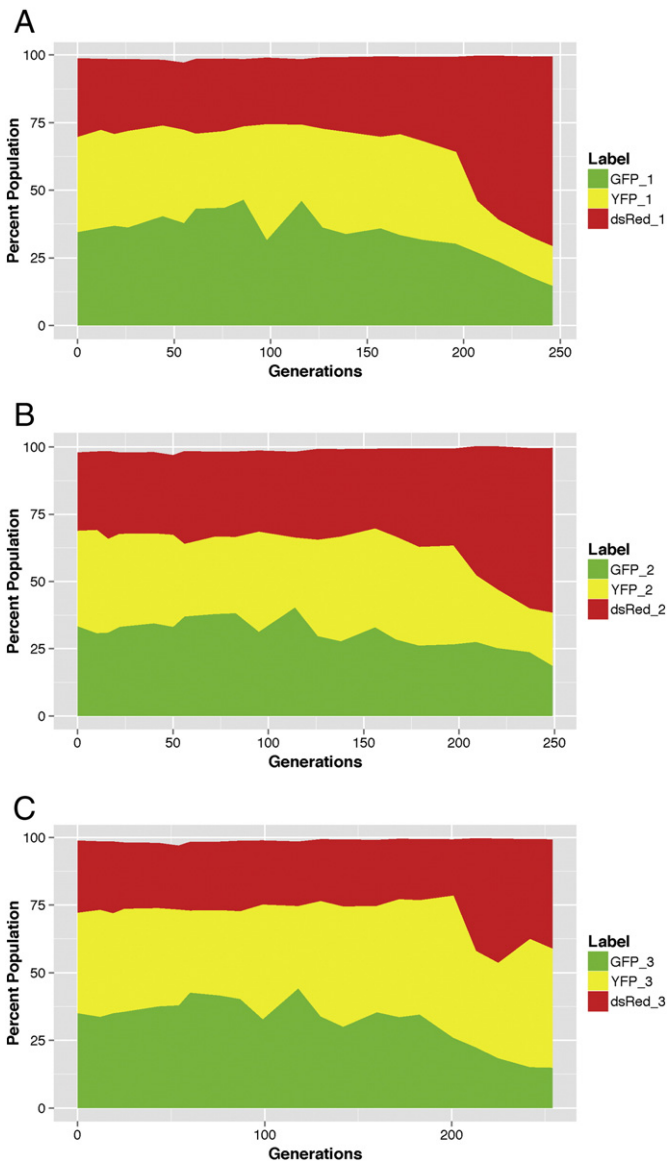 A
100
75
50
25
0
Percent Population
0 50 100 150 200 250
Generations
Label
GFP_1
YFP_1
dsRed_1
B
100
75
50
25
0
Percent Population
0 50 100 150 200 250
Generations
Label
GFP_2
YFP_2
dsRed_2
C
100
75
50
25
0
Percent Population
0 100 200
Generations
Label
GFP_3
YFP_3
dsRed_3